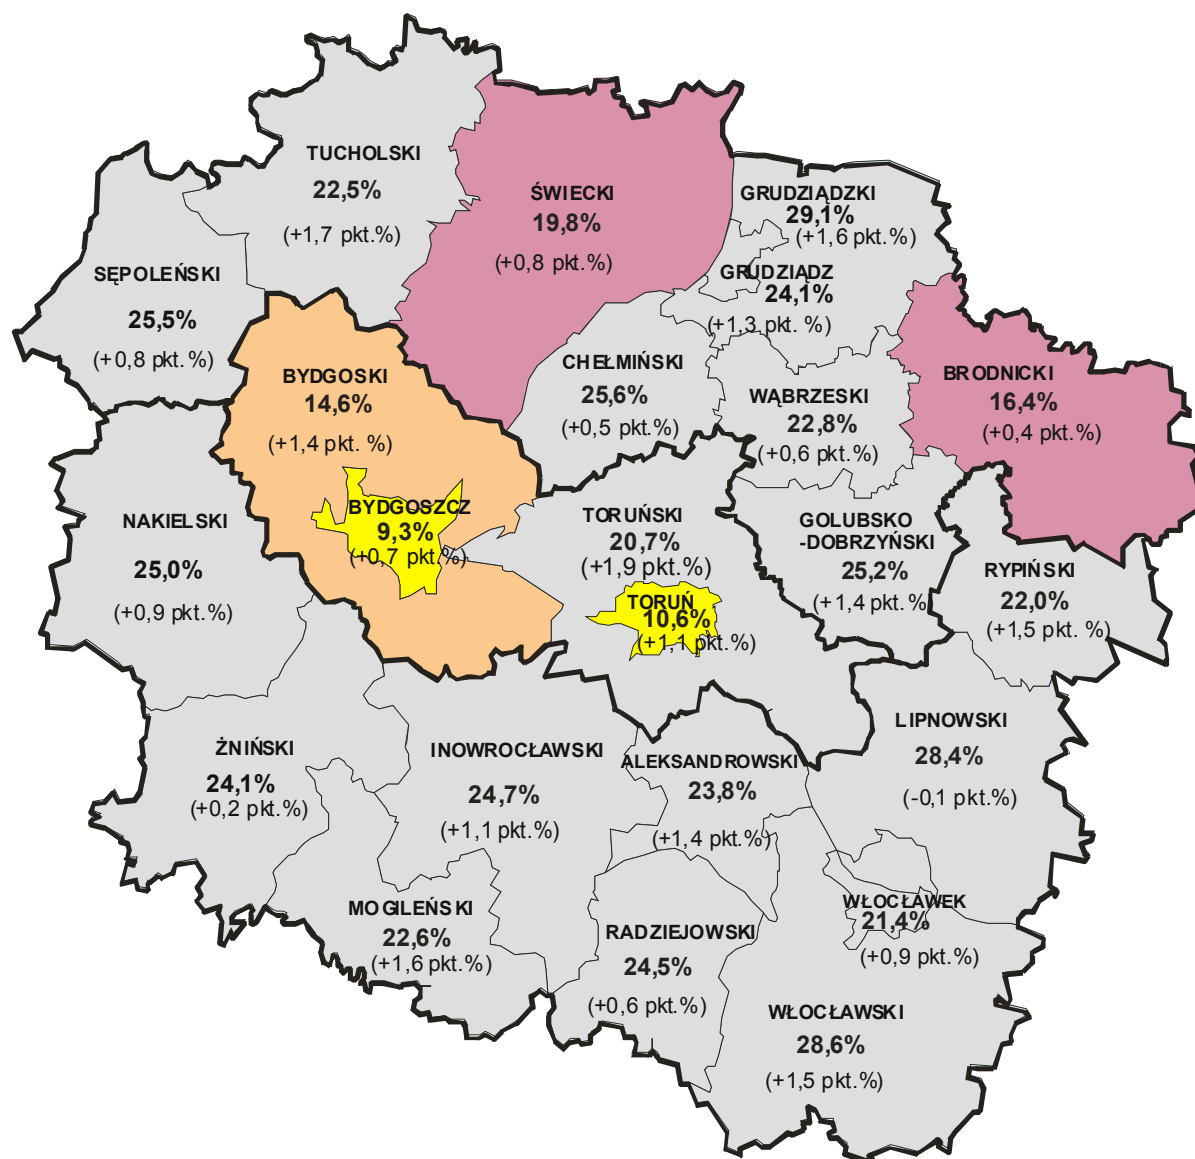 TUCHOLSKI
22,5%
(+1,7 pkt.%)
ŚWIECKI
19,8%
(+0,8 pkt.%)
GRUDZIĄDZKI
29,1%
(+1,6 pkt.%)
SĘPOLEŃSKI
25,5%
(+0,8 pkt.%)
GRUDZIĄDZ
24,1%
(+1,3 pkt. %)
BYDGOSKI
14,6%
(+1,4 pkt. %)
CHEŁMIŃSKI
25,6%
(+0,5 pkt.%)
WĄBRZESKI
22,8%
(+0,6 pkt.%)
BRODNICKI
16,4%
(+0,4 pkt.%)
NAKIELSKI
25,0%
(+0,9 pkt.%)
BYDGOSZCZ
9,3%
(+0,7 pkt.%)
TORUŃSKI
20,7%
(+1,9 pkt.%)
GOLUBSKO
-DOBRZYŃSKI
25,2%
(+1,4 pkt.%)
RYPIŃSKI
22,0%
(+1,5 pkt. %)
TORUŃ
10,6%
(+1,1 pkt.%)
ŻNIŃSKI
24,1%
(+0,2 pkt.%)
INOWROCŁAWSKI
24,7%
(+1,1 pkt.%)
ALEKSANDROWSKI
23,8%
(+1,4 pkt.%)
LIPNOWSKI
28,4%
(-0,1 pkt.%)
MOGILEŃSKI
22,6%
(+1,6 pkt.%)
RADZIEJOWSKI
24,5%
(+0,6 pkt.%)
WŁOCŁAWEK
21,4%
(+0,9 pkt.%)
WŁOCŁAWSKI
28,6%
(+1,5 pkt.%)